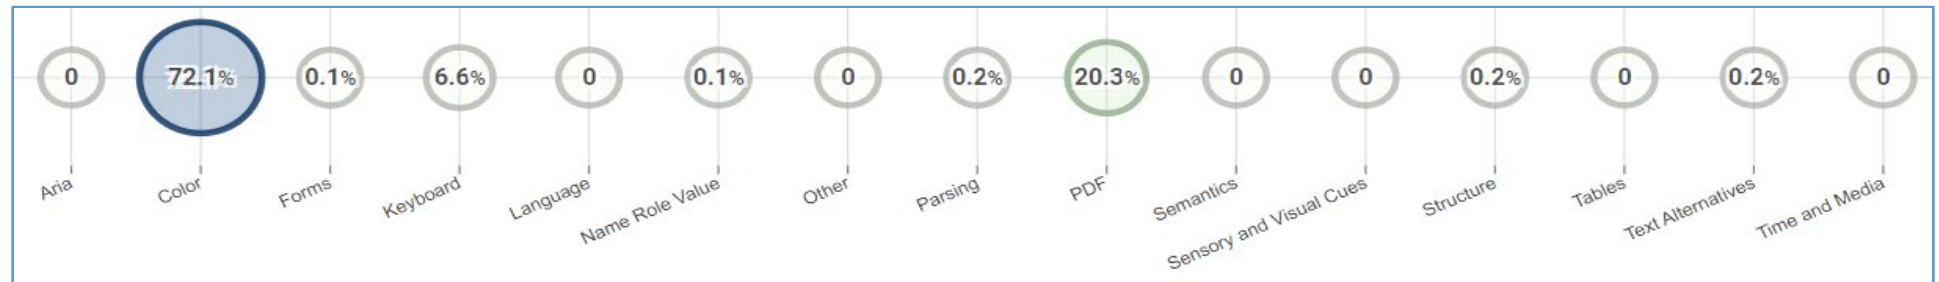 0 72.1% 0.1% 6.6% 0 0.1% 0 0.2% 20.3% 0 0 0.2% 0 0.2% 0
Aria Color Forms Keyboard Language Name Role Value Other Parsing PDF Semantics Sensory and Visual Cues Structure Tables Text Alternatives Time and Media